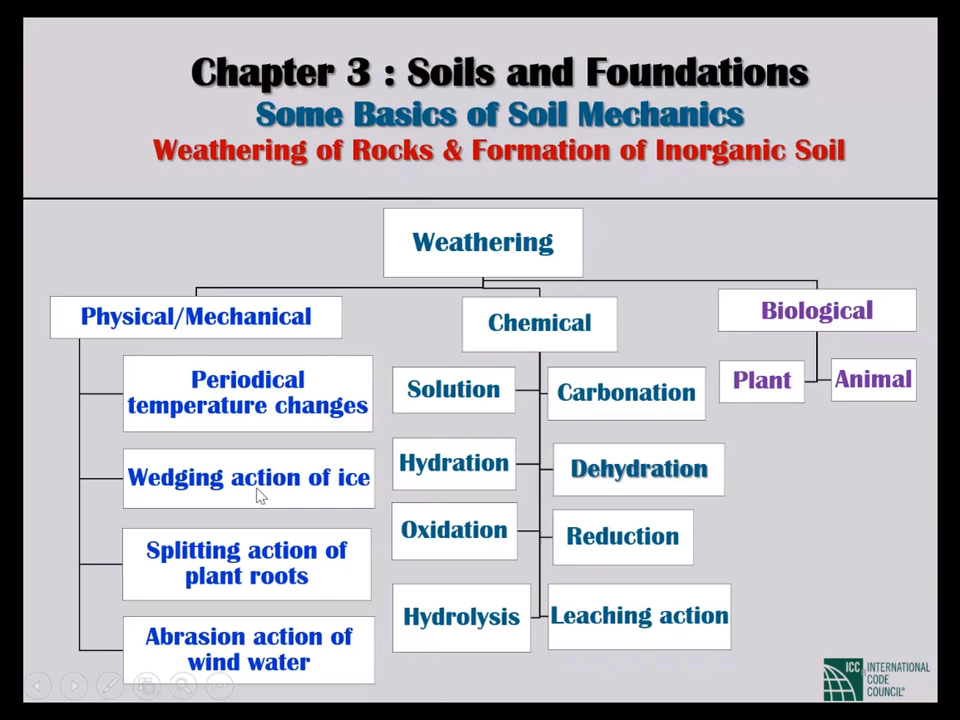 Chapter 3 : Soils and Foundations
Some Basics of Soil Mechanics
Weathering of Rocks & Formation of Inorganic Soil
Weathering
Physical/Mechanical
Periodical
temperature changes
Wedging action of ice
Splitting action of
plant roots
Abrasion action of
wind water
Chemical
Solution
Carbonation
Hydration
Dehydration
Oxidation
Reduction
Hydrolysis
Leaching action
Biological
Plant
Animal
ICC
INTERNATIONAL
CODE
COUNCIL®